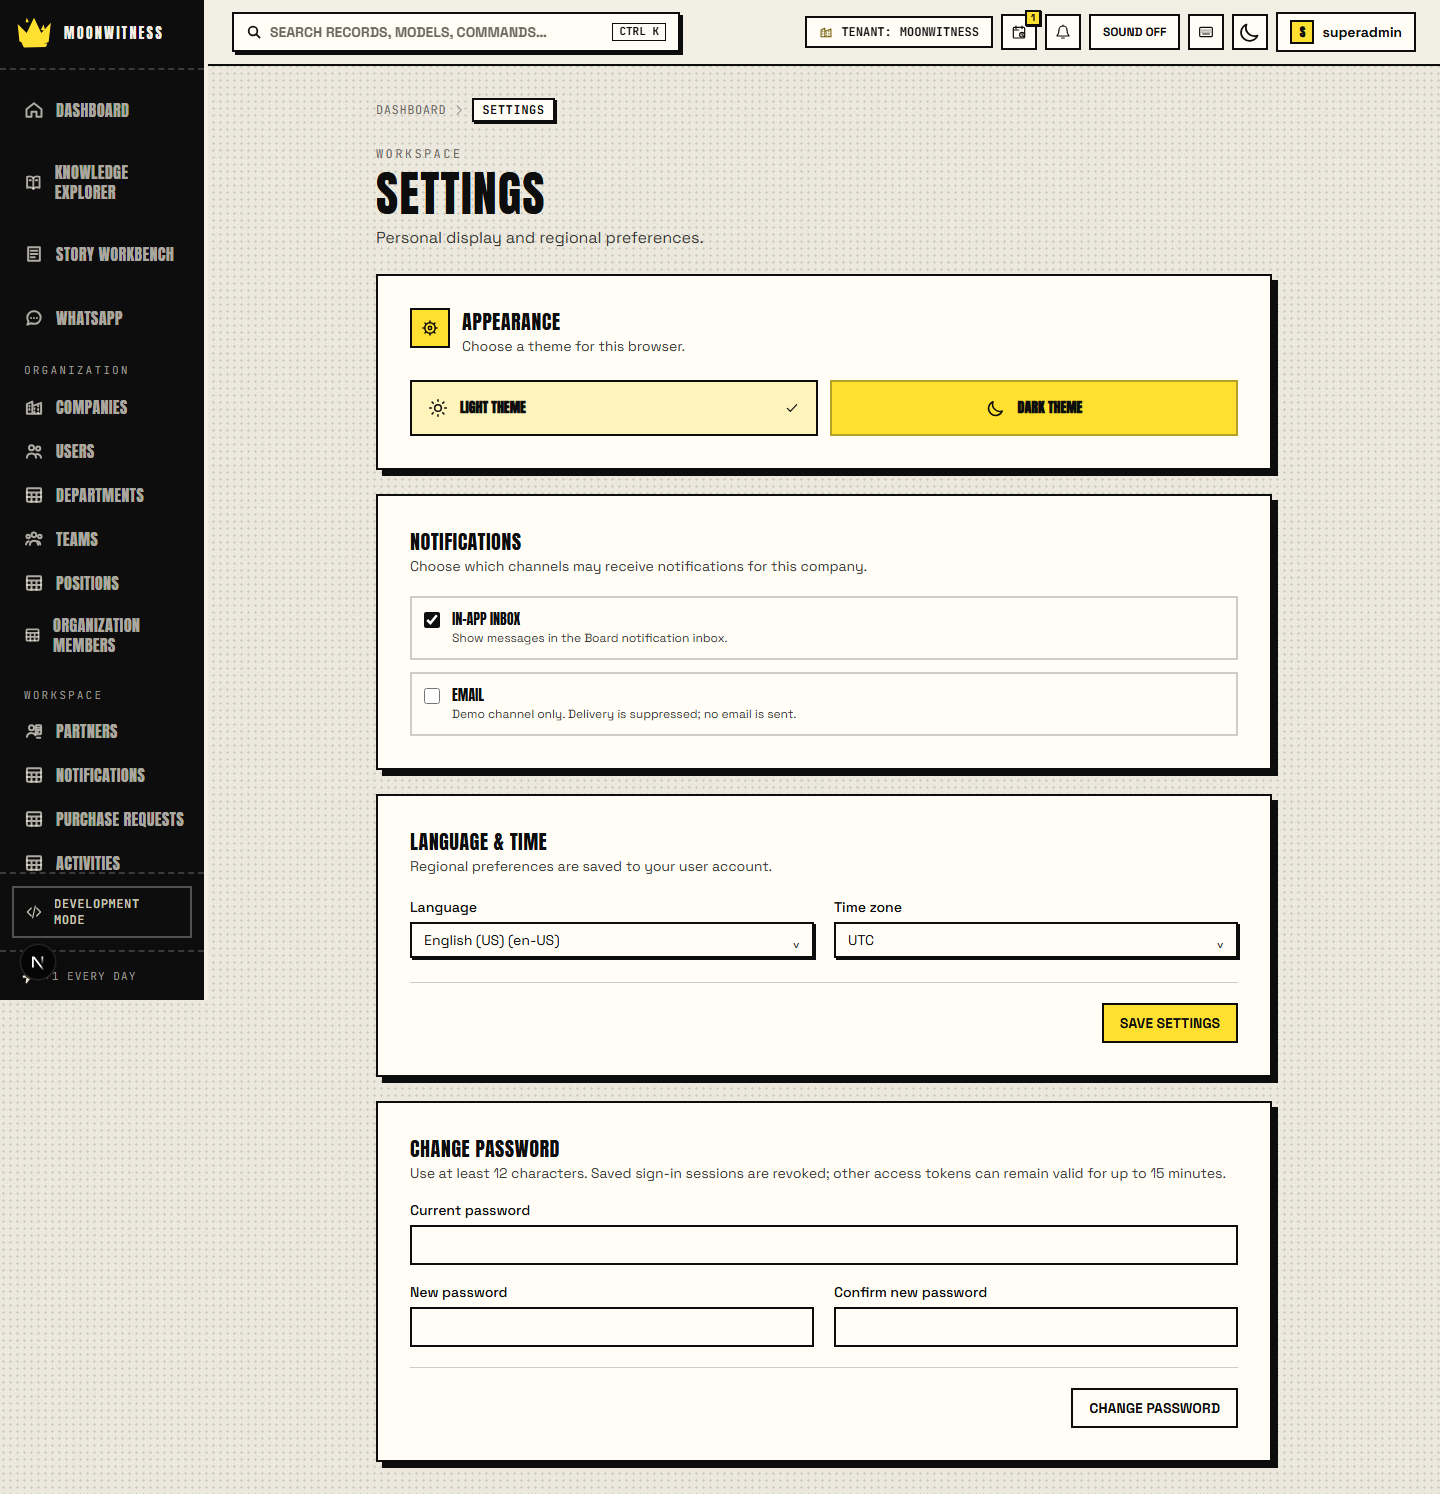 MOONWITNESS
SEARCH RECORDS, MODELS, COMMANDS...
CTRL K
TENANT: MOONWITNESS
1
SOUND OFF
$
superadmin
DASHBOARD
KNOWLEDGE
EXPLORER
STORY WORKBENCH
WHATSAPP
ORGANIZATION
COMPANIES
USERS
DEPARTMENTS
TEAMS
POSITIONS
ORGANIZATION
MEMBERS
WORKSPACE
PARTNERS
NOTIFICATIONS
PURCHASE REQUESTS
ACTIVITIES
DEVELOPMENT
MODE
N
1 EVERY DAY
DASHBOARD
SETTINGS
WORKSPACE
SETTINGS
Personal display and regional preferences.
APPEARANCE
Choose a theme for this browser.
LIGHT THEME
DARK THEME
NOTIFICATIONS
Choose which channels may receive notifications for this company.
IN-APP INBOX
Show messages in the Board notification inbox.
EMAIL
Demo channel only. Delivery is suppressed; no email is sent.
LANGUAGE & TIME
Regional preferences are saved to your user account.
Language
Time zone
English (US) (en-US)
v
UTC
v
SAVE SETTINGS
CHANGE PASSWORD
Use at least 12 characters. Saved sign-in sessions are revoked; other access tokens can remain valid for up to 15 minutes.
Current password
New password
Confirm new password
CHANGE PASSWORD